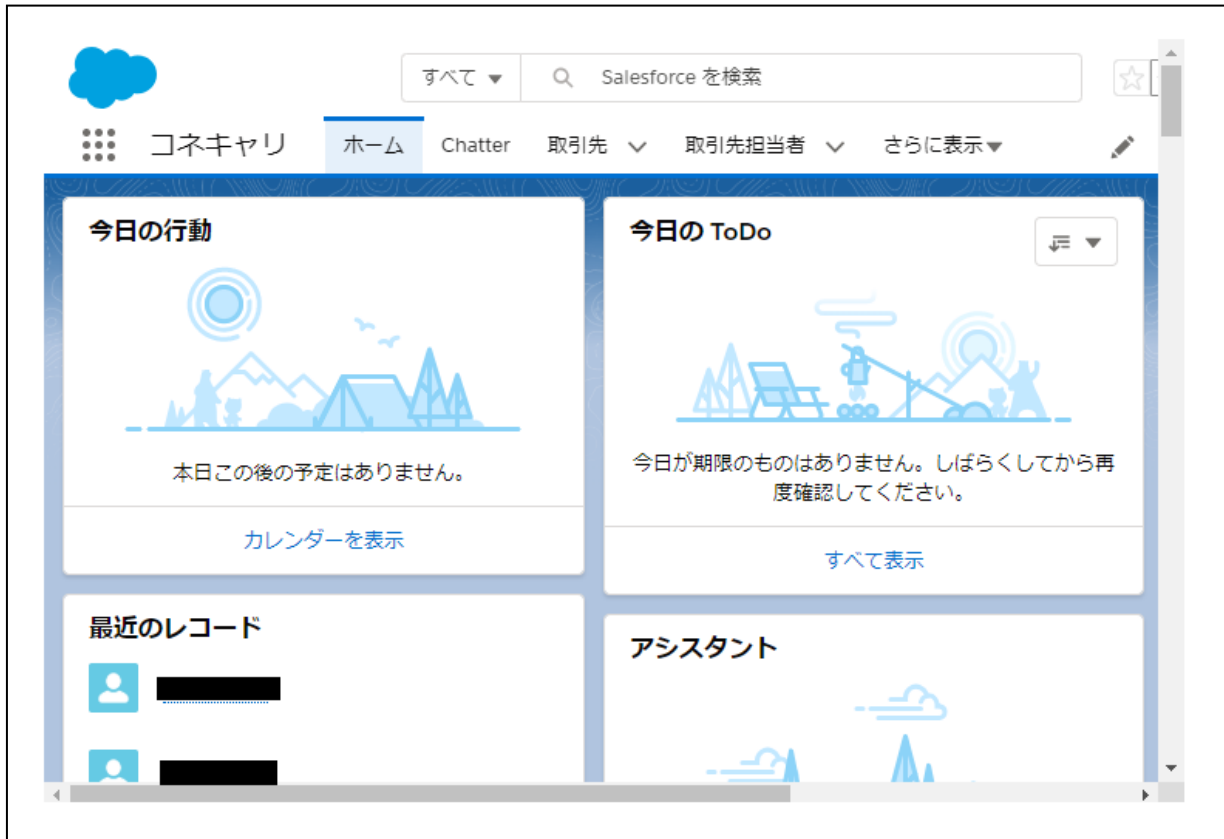 すべて
Salesforce を検索
コネキャリ ホーム Chatter 取引先 取引先担当者 さらに表示
今日の行動
本日この後の予定はありません。
カレンダーを表示
今日の ToDo
今日が期限のものはありません。しばらくしてから再
度確認してください。
すべて表示
最近のレコード
アシスタント